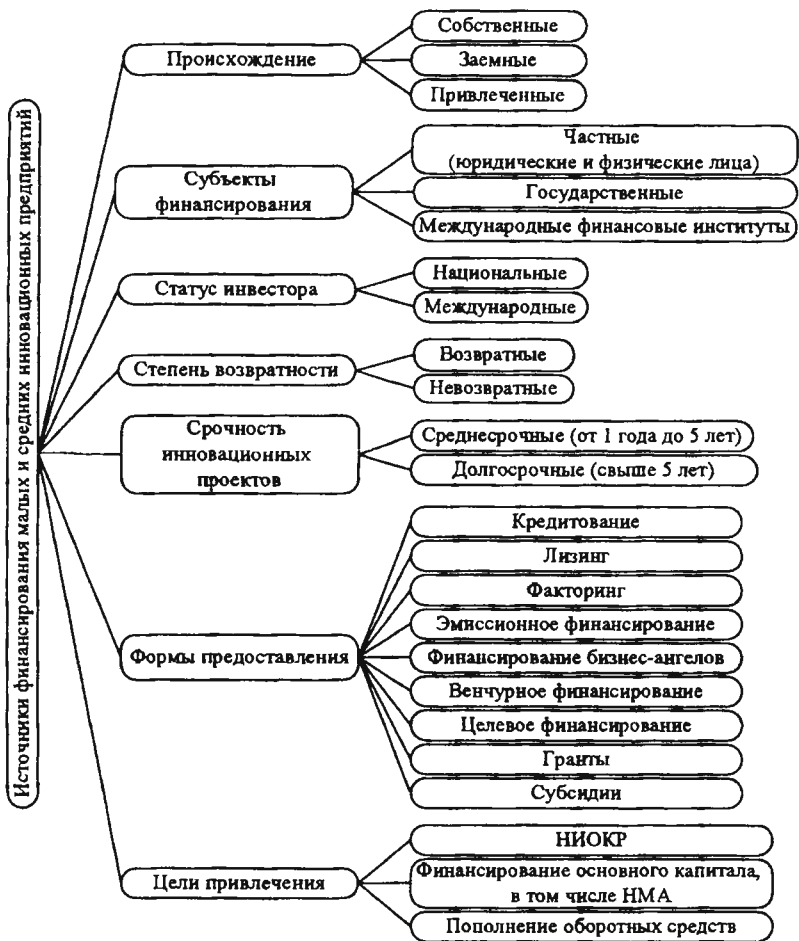 Источники финансирования малых и средних инновационных предприятий
Происхождение
Собственные
Заемные
Привлеченные
Субъекты
финансирования
Частные
(юридические и физические лица)
Государственные
Международные финансовые институты
Статус инвестора
Национальные
Международные
Степень возвратности
Возвратные
Невозвратные
Срочность
инновационных
проектов
Среднесрочные (от 1 года до 5 лет)
Долгосрочные (свыше 5 лет)
Формы предоставления
Кредитование
Лизинг
Факторинг
Эмиссионное финансирование
Финансирование бизнес-ангелов
Венчурное финансирование
Целевое финансирование
Гранты
Субсидии
Цели привлечения
НИОКР
Финансирование основного капитала,
в том числе НМА
Пополнение оборотных средств